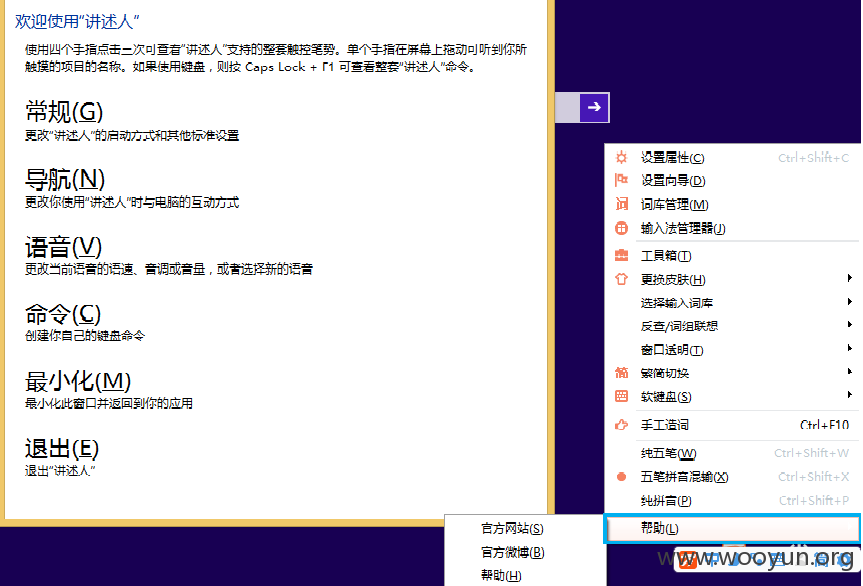 欢迎使用“讲述人”
使用四个手指点击三次可查看“讲述人”支持的整套触控笔势。单个手指在屏幕上拖动可听到你所
触摸的项目的名称。如果使用键盘，则按 Caps Lock + F1 可查看整套“讲述人”命令。
常规(G)
更改“讲述人”的启动方式和其他标准设置
导航(N)
更改你使用“讲述人”时与电脑的互动方式
语音(V)
更改当前语音的语速、音调或音量，或者选择新的语音
命令(C)
创建你自己的键盘命令
最小化(M)
最小化此窗口并返回到你的应用
退出(E)
退出“讲述人”
设置属性(C) Ctrl+Shift+C
设置向导(D)
词库管理(M)
输入法管理器(J)
工具箱(T)
更换皮肤(H)
选择输入词库
反查/词组联想
窗口透明(T)
简 繁简切换
软键盘(S)
手工造词 Ctrl+F10
纯五笔(W) Ctrl+Shift+W
五笔拼音混输(X) Ctrl+Shift+X
纯拼音(P) Ctrl+Shift+P
帮助(L)
官方网站(S)
官方微博(B)
帮助(H)
www.wooyun.org